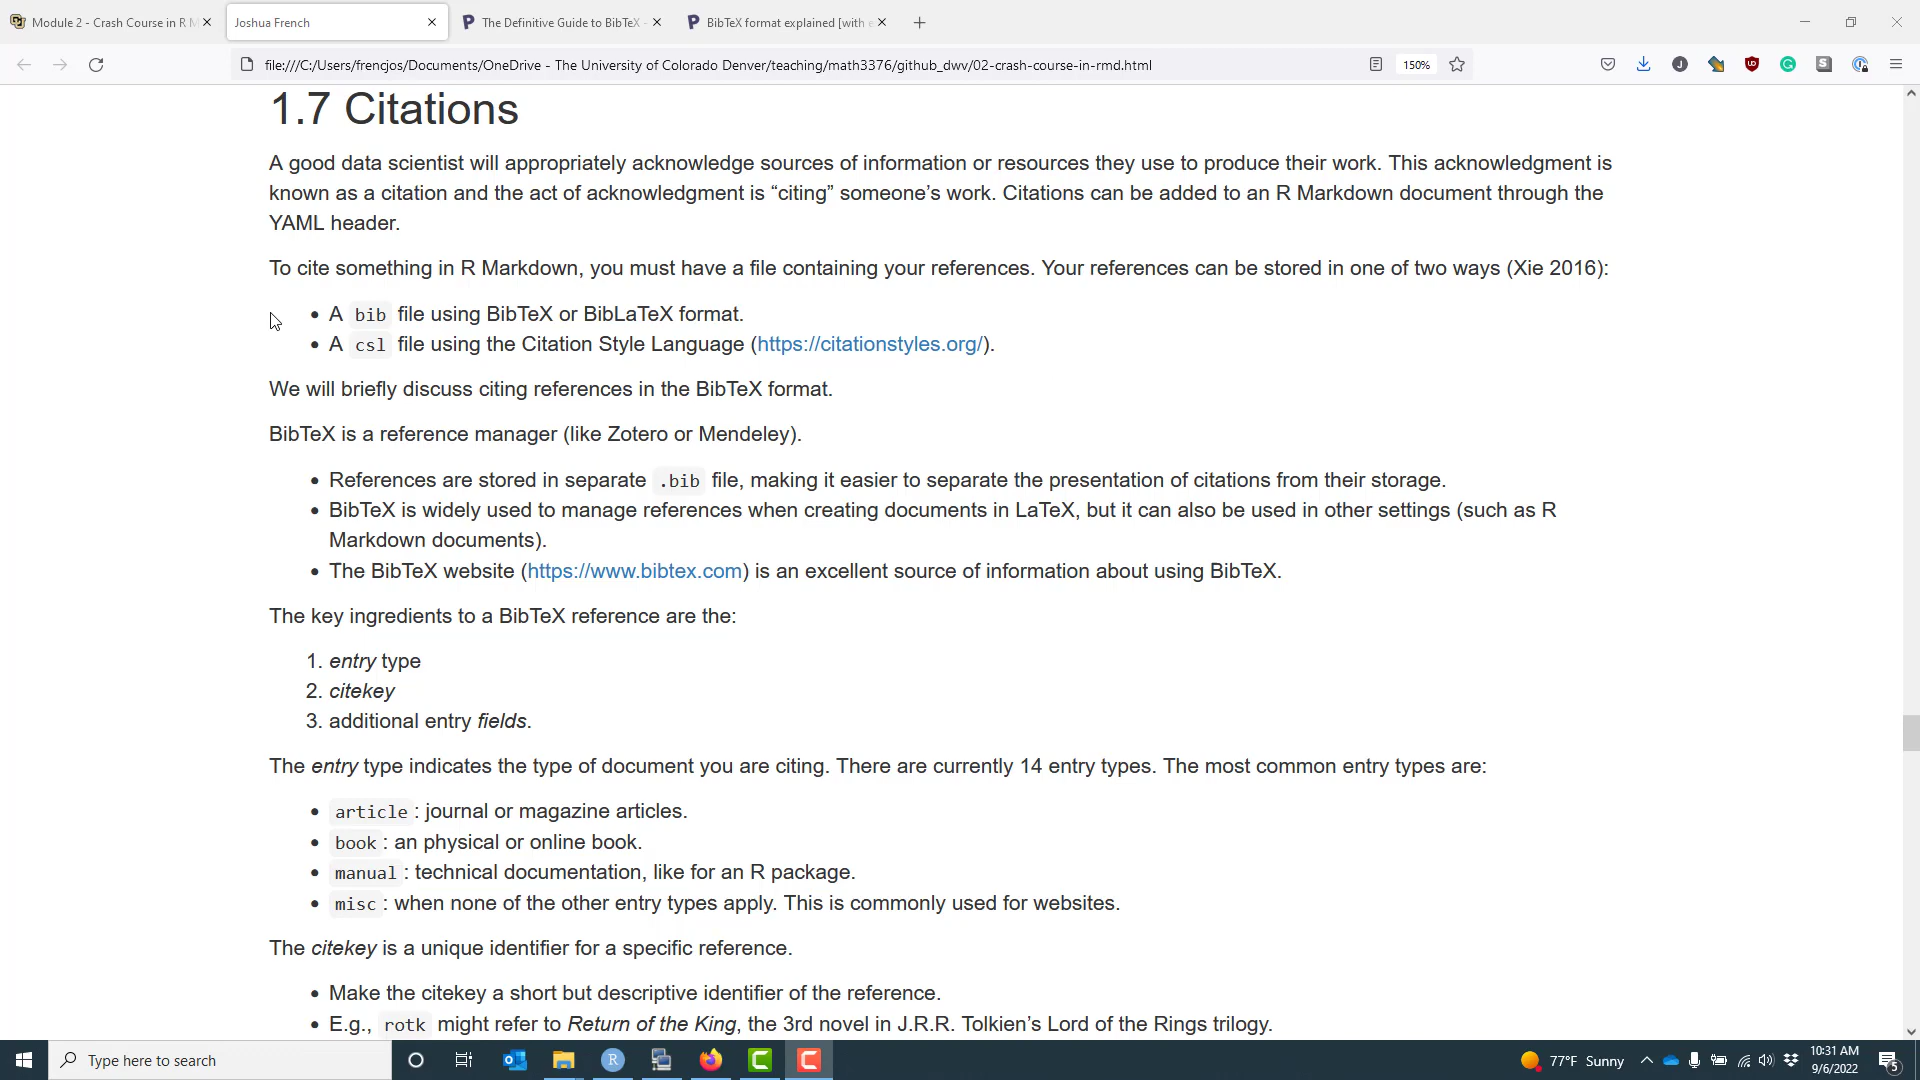 Module 2 - Crash Course in R M
Joshua French
The Definitive Guide to BibTeX -
BibTeX format explained [with e
file:///C:/Users/frencjos/Documents/OneDrive - The University of Colorado Denver/teaching/math3376/github_dwv/02-crash-course-in-rmd.html
150%
1.7 Citations
A good data scientist will appropriately acknowledge sources of information or resources they use to produce their work. This acknowledgment is
known as a citation and the act of acknowledgment is “citing” someone’s work. Citations can be added to an R Markdown document through the
YAML header.
To cite something in R Markdown, you must have a file containing your references. Your references can be stored in one of two ways (Xie 2016):
• A bib file using BibTeX or BibLaTeX format.
• A csl file using the Citation Style Language (https://citationstyles.org/).
We will briefly discuss citing references in the BibTeX format.
BibTeX is a reference manager (like Zotero or Mendeley).
• References are stored in separate .bib file, making it easier to separate the presentation of citations from their storage.
• BibTeX is widely used to manage references when creating documents in LaTeX, but it can also be used in other settings (such as R
Markdown documents).
• The BibTeX website (https://www.bibtex.com) is an excellent source of information about using BibTeX.
The key ingredients to a BibTeX reference are the:
1. entry type
2. citekey
3. additional entry fields.
The entry type indicates the type of document you are citing. There are currently 14 entry types. The most common entry types are:
• article: journal or magazine articles.
• book: an physical or online book.
• manual: technical documentation, like for an R package.
• misc: when none of the other entry types apply. This is commonly used for websites.
The citekey is a unique identifier for a specific reference.
• Make the citekey a short but descriptive identifier of the reference.
• E.g., rotk might refer to Return of the King, the 3rd novel in J.R.R. Tolkien’s Lord of the Rings trilogy.
Type here to search
77°F Sunny
10:31 AM
9/6/2022
5